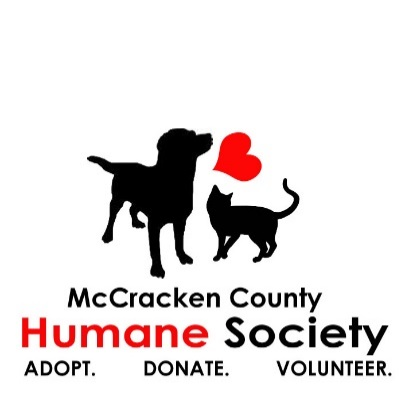 McCracken County
Humane Society
ADOPT. DONATE. VOLUNTEER.